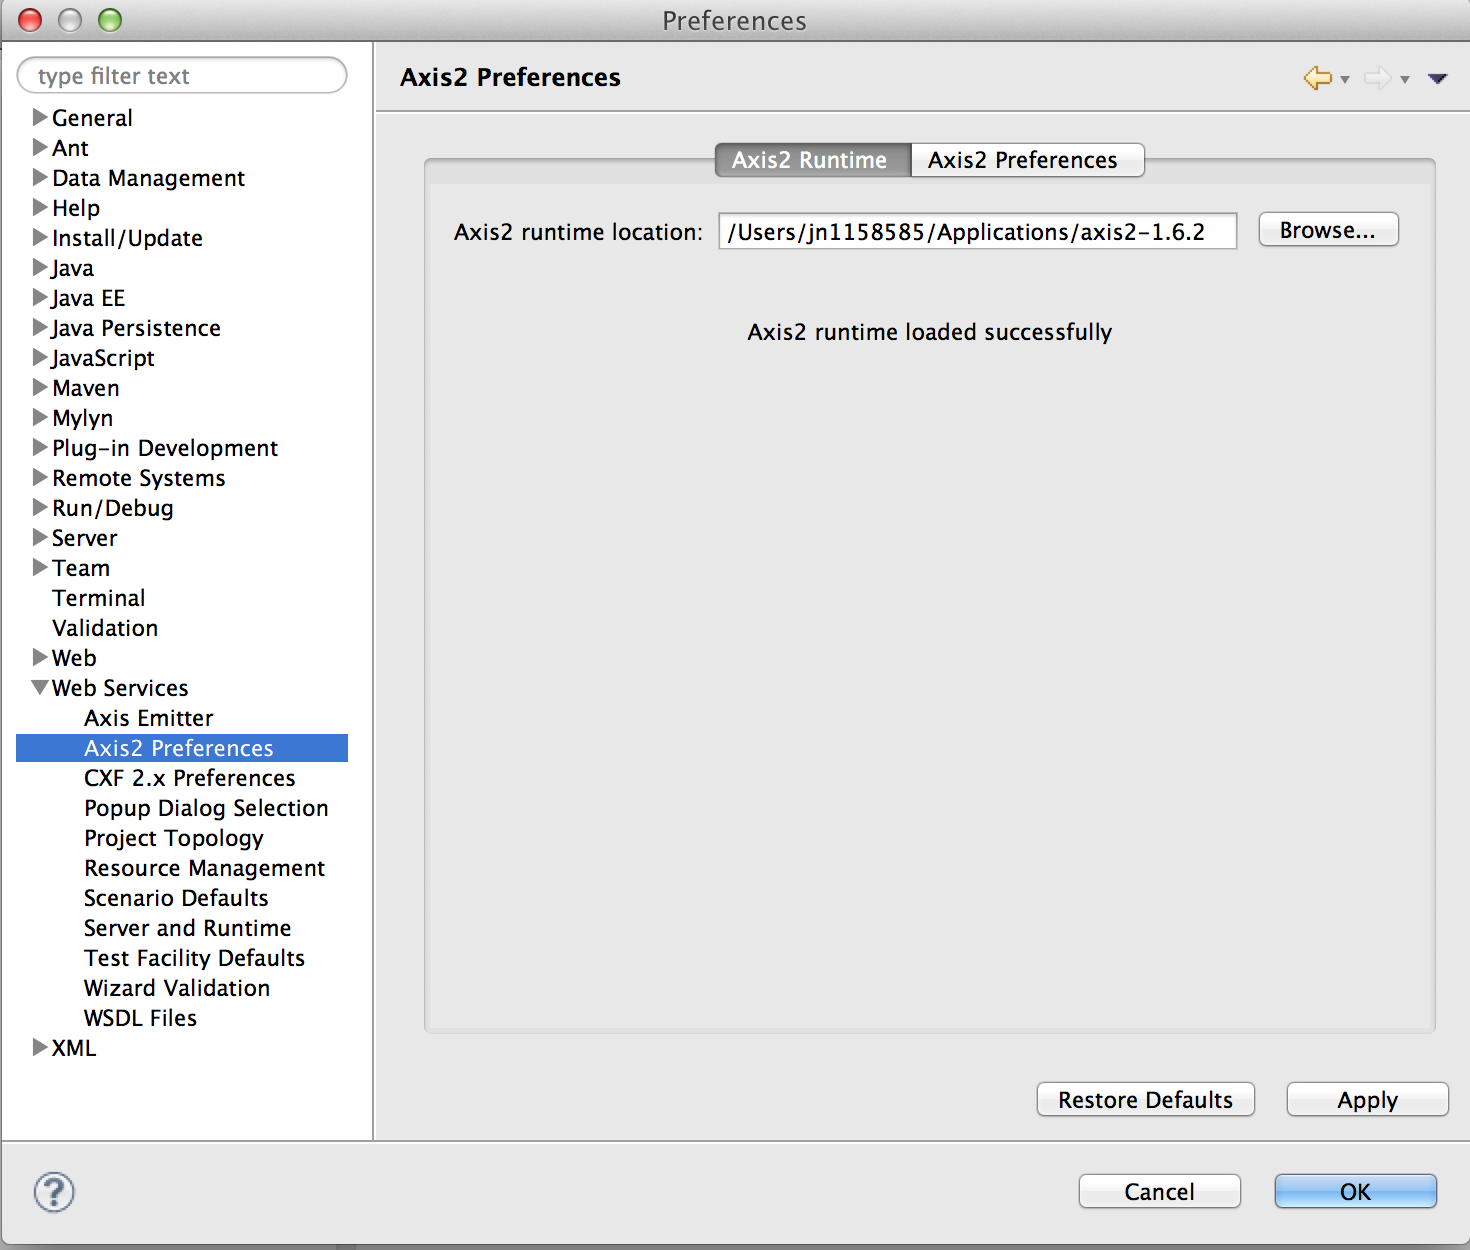 Preferences
type filter text
General
Ant
Data Management
Help
Install/Update
Java
Java EE
Java Persistence
JavaScript
Maven
Mylyn
Plug-in Development
Remote Systems
Run/Debug
Server
Team
Terminal
Validation
Web
Web Services
Axis Emitter
Axis2 Preferences
CXF 2.x Preferences
Popup Dialog Selection
Project Topology
Resource Management
Scenario Defaults
Server and Runtime
Test Facility Defaults
Wizard Validation
WSDL Files
XML
Axis2 Preferences
Axis2 Runtime Axis2 Preferences
Axis2 runtime location: /Users/jn1158585/Applications/axis2-1.6.2 Browse...
Axis2 runtime loaded successfully
Restore Defaults Apply
? Cancel OK